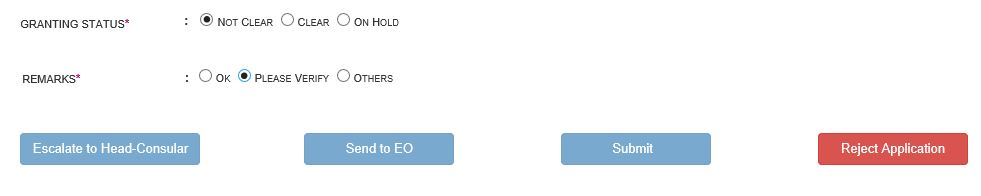 GRANTING STATUS* : NOT CLEAR CLEAR ON HOLD
REMARKS* : OK PLEASE VERIFY OTHERS
Escalate to Head-Consular Send to EO Submit Reject Application